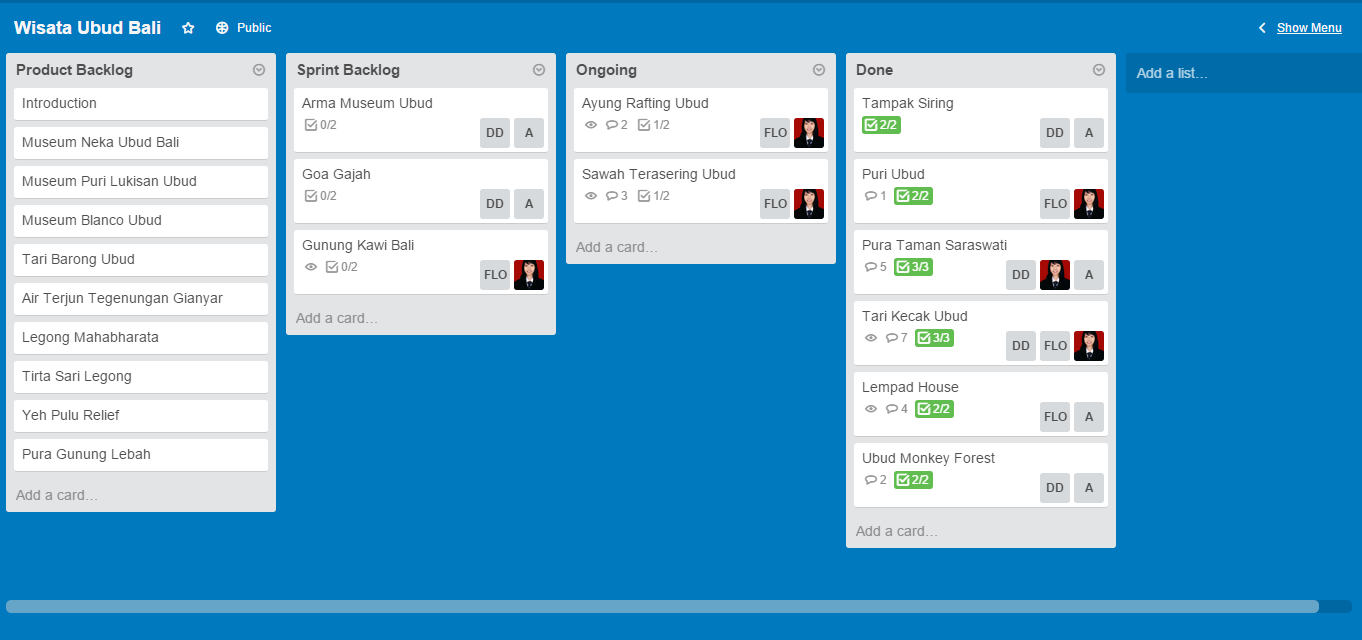 Wisata Ubud Bali
Public
Show Menu
Product Backlog
Introduction
Museum Neka Ubud Bali
Museum Puri Lukisan Ubud
Museum Blanco Ubud
Tari Barong Ubud
Air Terjun Tegenungan Gianyar
Legong Mahabharata
Tirta Sari Legong
Yeh Pulu Relief
Pura Gunung Lebah
Add a card…
Sprint Backlog
Arma Museum Ubud
0/2
DD A
Goa Gajah
0/2
DD A
Gunung Kawi Bali
0/2
FLO
Add a card…
Ongoing
Ayung Rafting Ubud
2 1/2
FLO
Sawah Terasering Ubud
3 1/2
FLO
Add a card…
Done
Tampak Siring
2/2
DD A
Puri Ubud
1 2/2
FLO
Pura Taman Saraswati
5 3/3
DD A
Tari Kecak Ubud
7 3/3
DD FLO
Lempad House
4 2/2
FLO A
Ubud Monkey Forest
2 2/2
DD A
Add a card…
Add a list…